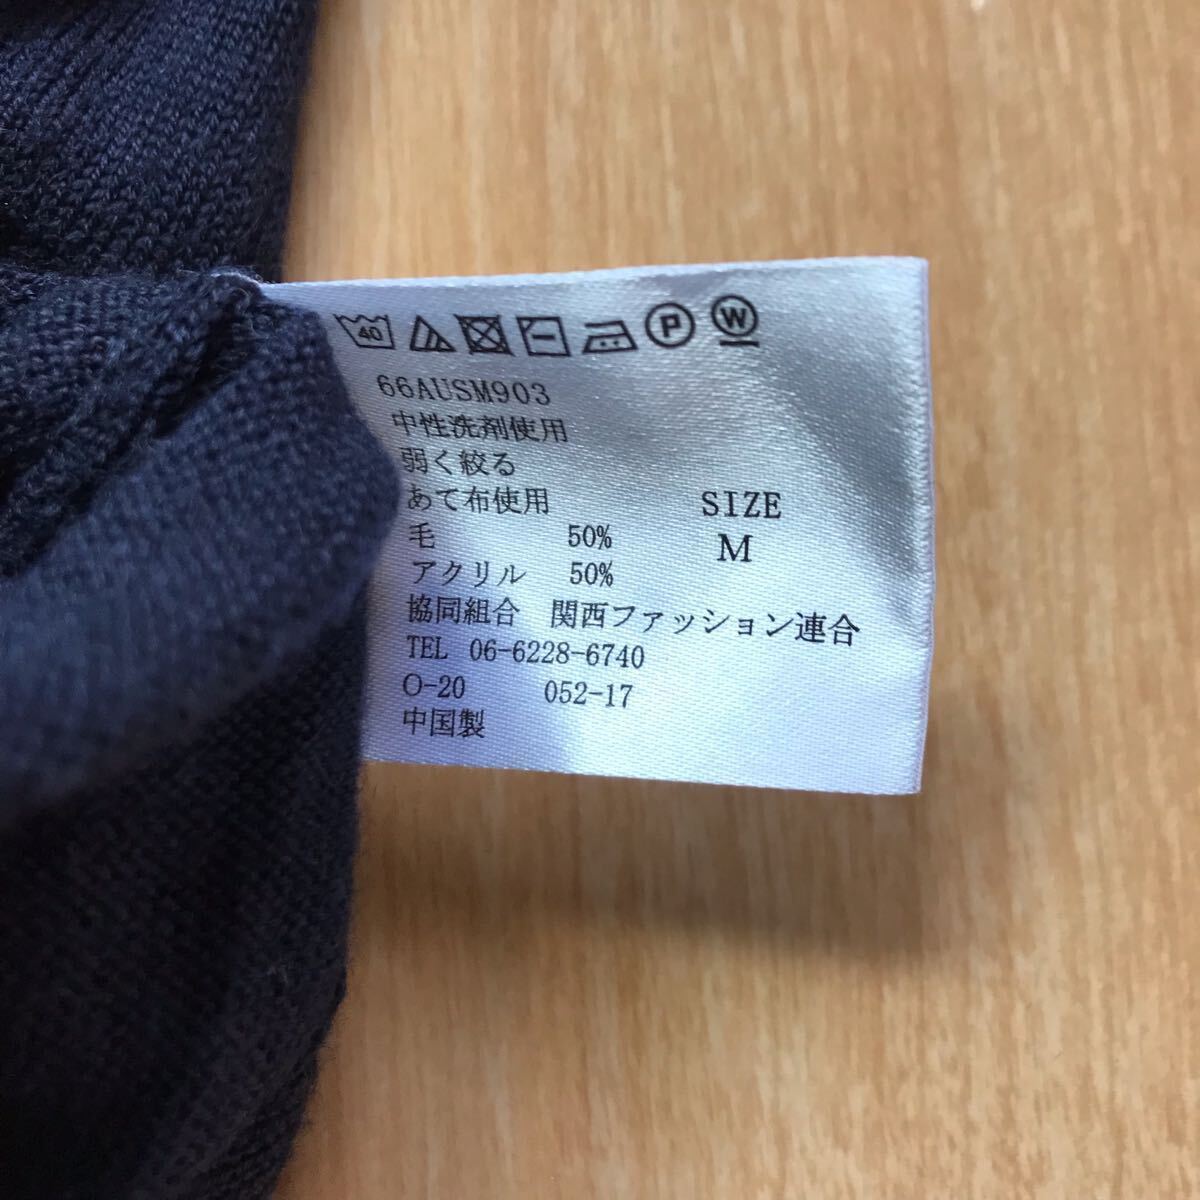 40 P W
66AUSM903
中性洗剤使用
弱く絞る
あて布使用
毛 50%
アクリル 50%
SIZE
M
協同組合 関西ファッション連合
TEL 06-6228-6740
O-20 052-17
中国製